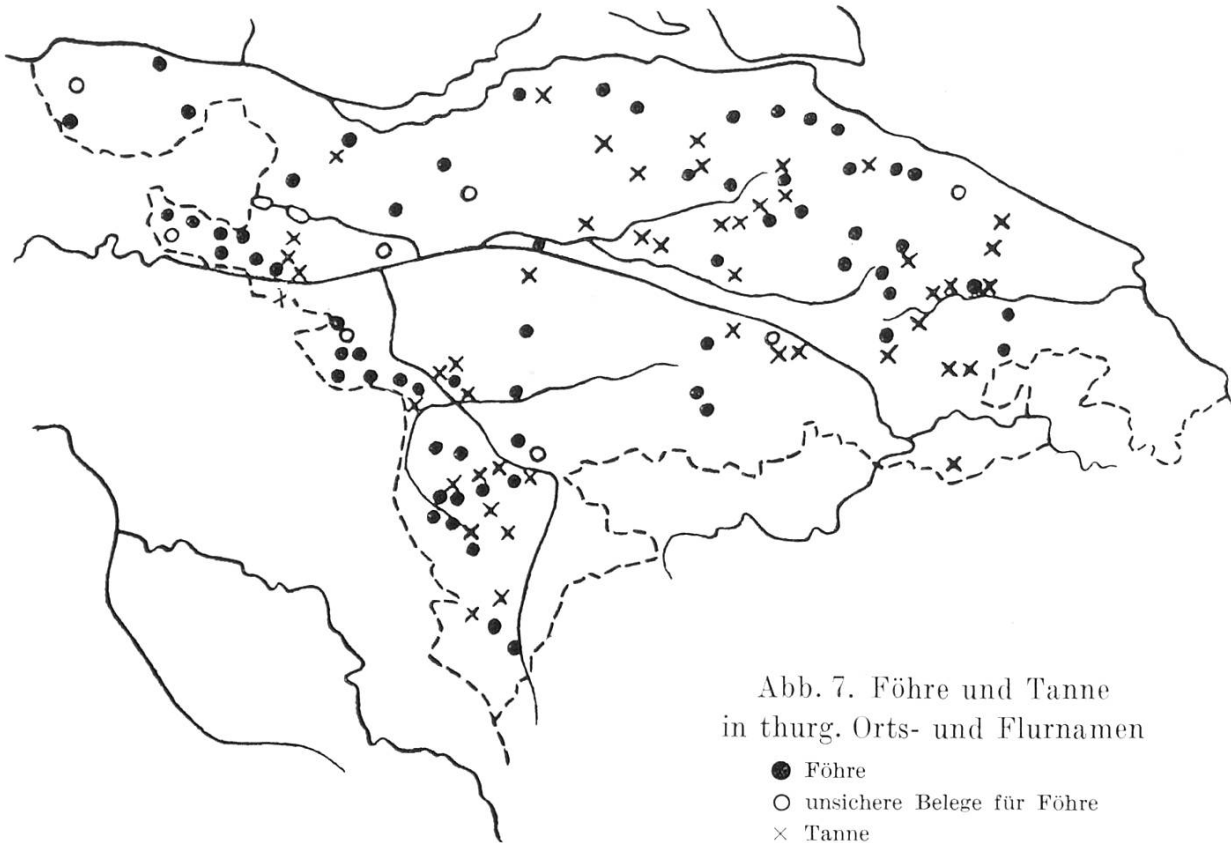 Abb. 7. Föhre und Tanne
in thurg. Orts- und Flurnamen
Föhre
unsichere Belege für Föhre
Tanne